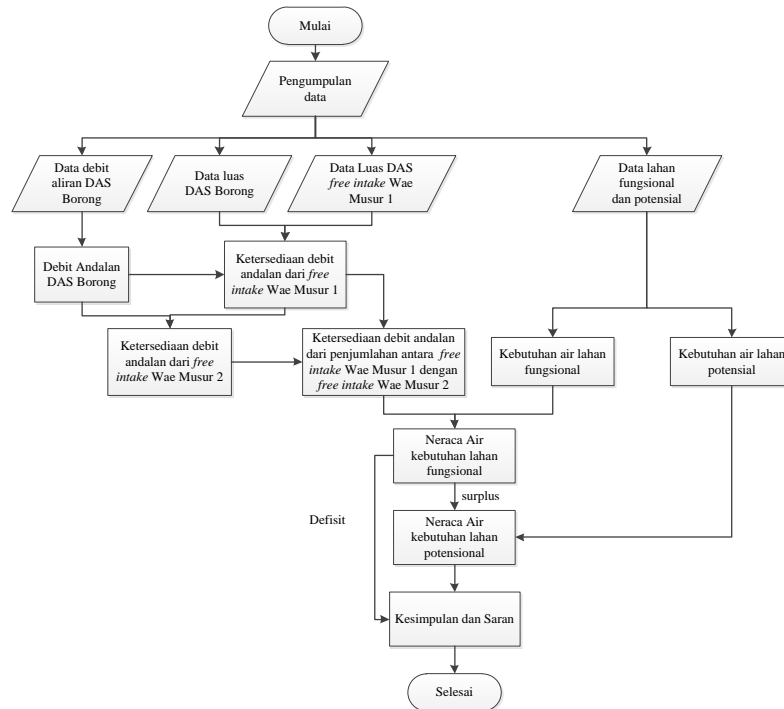 Mulai
Pengumpulan
data
Data debit
aliran DAS
Borong
Data luas
DAS Borong
Data Luas DAS
free intake Wae
Musur 1
Data lahan
fungsional
dan potensial
Debit Andalan
DAS Borong
Ketersediaan debit
andalan dari free
intake Wae Musur 1
Ketersediaan debit
andalan dari free
intake Wae Musur 2
Ketersediaan debit andalan
dari penjumlahan antara free
intake Wae Musur 1 dengan
free intake Wae Musur 2
Kebutuhan air lahan
fungsional
Kebutuhan air lahan
potensial
Neraca Air
kebutuhan lahan
fungsional
surplus
Defisit
Neraca Air
kebutuhan lahan
potensional
Kesimpulan dan Saran
Selesai